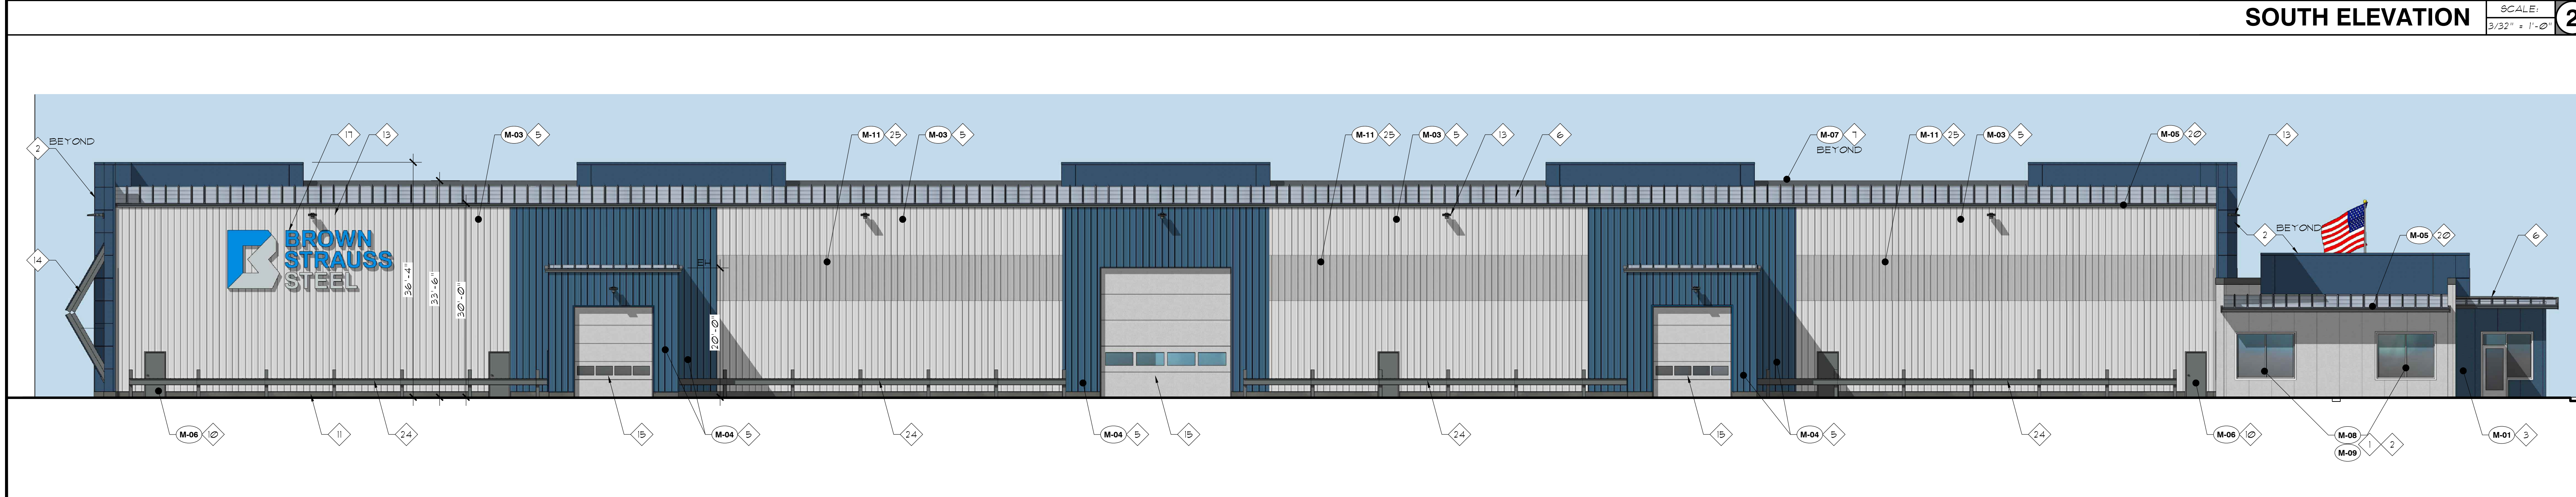 SOUTH ELEVATION
SCALE:
3/32" = 1'-0"
2
2 BEYOND
17
13
M-03 5
M-11 25
M-03 5
M-11 25
M-03 5
13
6
M-07 7
BEYOND
M-11 25
M-03 5
M-05 20
13
14
BROWN
STRAUSS
STEEL
36'-4"
33'-6"
30'-0"
EH
20'-0"
2 BEYOND
M-05 20
6
M-06 10
11
24
15
M-04 5
24
M-04 5
15
24
15
M-04 5
24
M-06 10
M-08
M-09
1 2
M-01 3